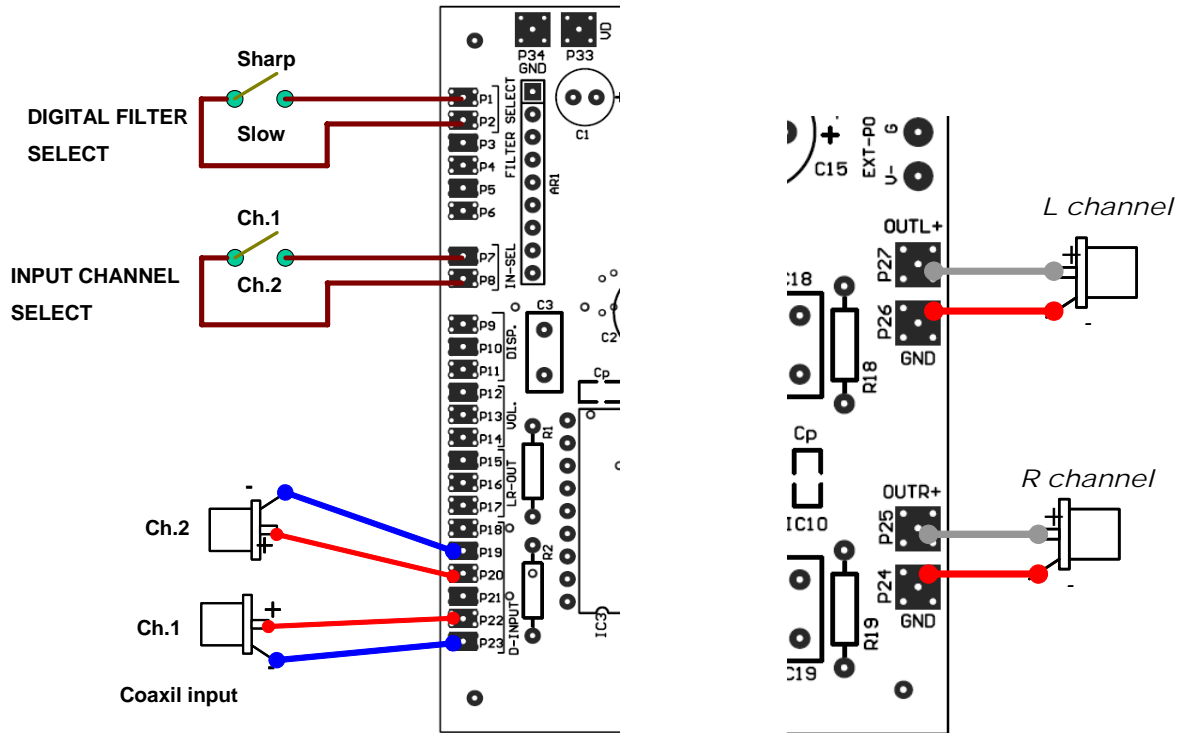 DIGITAL FILTER
SELECT
Sharp
Slow
INPUT CHANNEL
SELECT
Ch.1
Ch.2
Ch.2
-
+
Ch.1
+
-
Coaxil input
P34
GND
P33
VD
P1
P2
P3
P4
P5
P6
FILTER SELECT
AR1
C1
+
P7
P8
IN-SEL
P9
P10
P11
DISP.
C3
C2
Cp
P12
P13
P14
VOL.
P15
P16
P17
LR-OUT
R1
P18
P19
P20
P21
P22
P23
D-INPUT
R2
IC3
+
C15
EXT-PO
G
V-
OUTL+
P27
P26
GND
C18
R18
L channel
+
-
Cp
IC10
OUTR+
P25
P24
GND
R19
C19
R channel
+
-